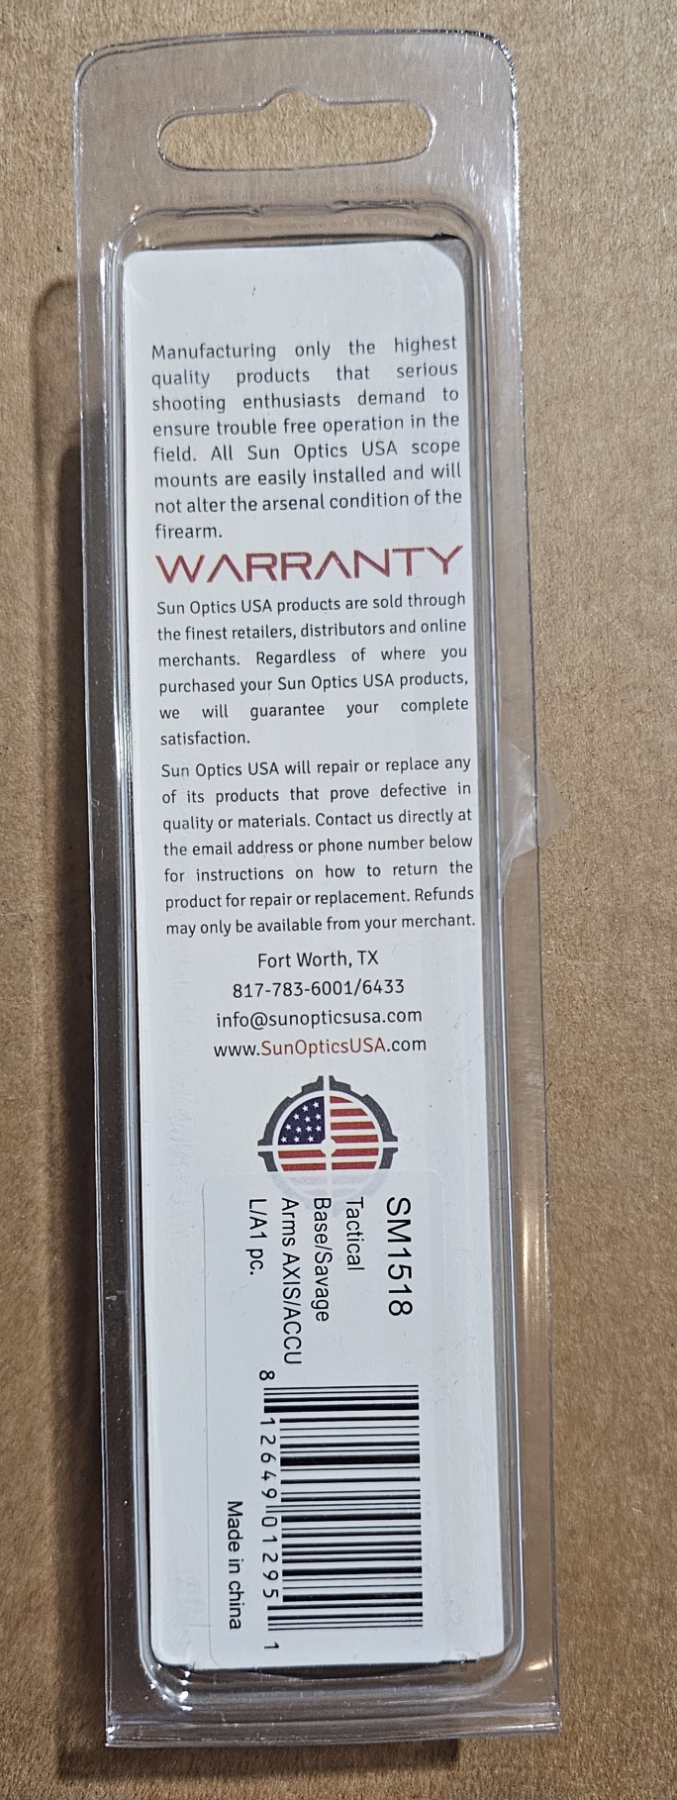 Manufacturing only the highest
quality products that serious
shooting enthusiasts demand to
ensure trouble free operation in the
field. All Sun Optics USA scope
mounts are easily installed and will
not alter the arsenal condition of the
firearm.
WARRANTY
Sun Optics USA products are sold through
the finest retailers, distributors and online
merchants. Regardless of where you
purchased your Sun Optics USA products,
we will guarantee your complete
satisfaction.
Sun Optics USA will repair or replace any
of its products that prove defective in
quality or materials. Contact us directly at
the email address or phone number below
for instructions on how to return the
product for repair or replacement. Refunds
may only be available from your merchant.
Fort Worth, TX
817-783-6001/6433
info@sunopticsusa.com
www.SunOpticsUSA.com
SM1518
Tactical
Base/Savage
Arms AXIS/ACCU
L/A1 pc.
8 12649 01295 1
Made in china